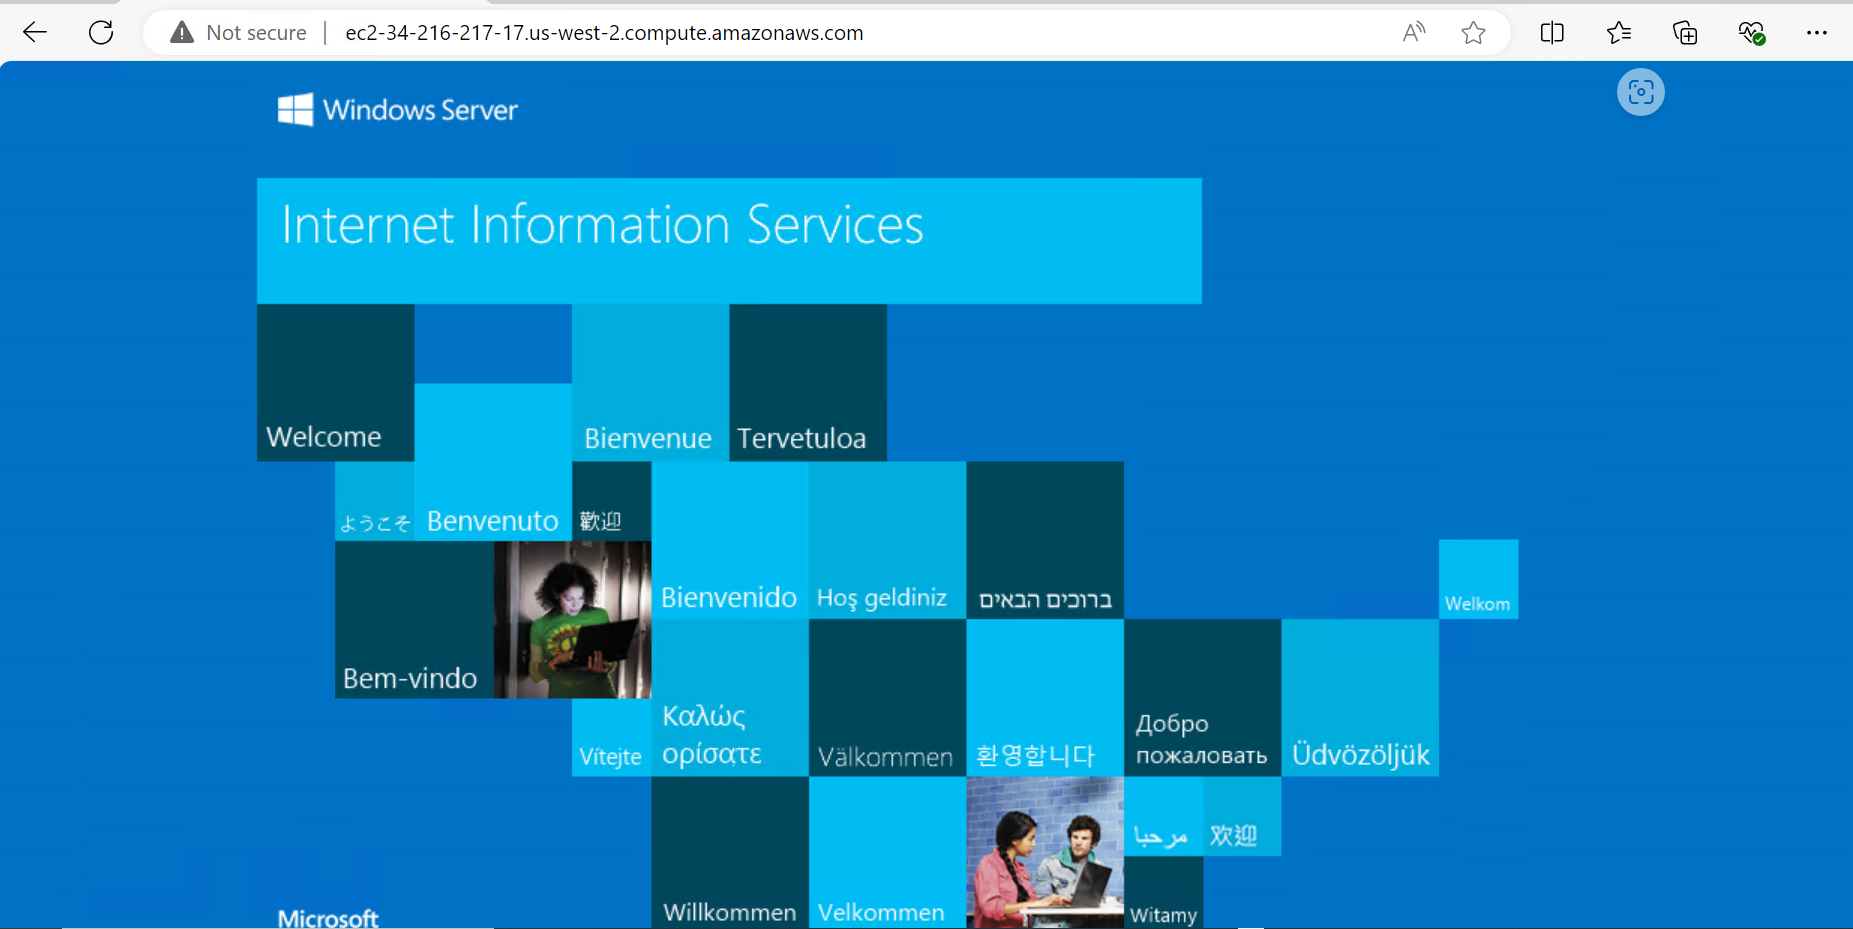 Not secure
ec2-34-216-217-17.us-west-2.compute.amazonaws.com
Windows Server
Internet Information Services
Welcome
Bienvenue
Tervetuloa
ようこそ
Benvenuto
歡迎
Bienvenido
Hoş geldiniz
ברוכים הבאים
Welkom
Bem-vindo
Vítejte
Καλώς
ορίσατε
Välkommen
환영합니다
Добро
пожаловать
Üdvözöljük
مرحبا
欢迎
Willkommen
Velkommen
Witamy
Microsoft